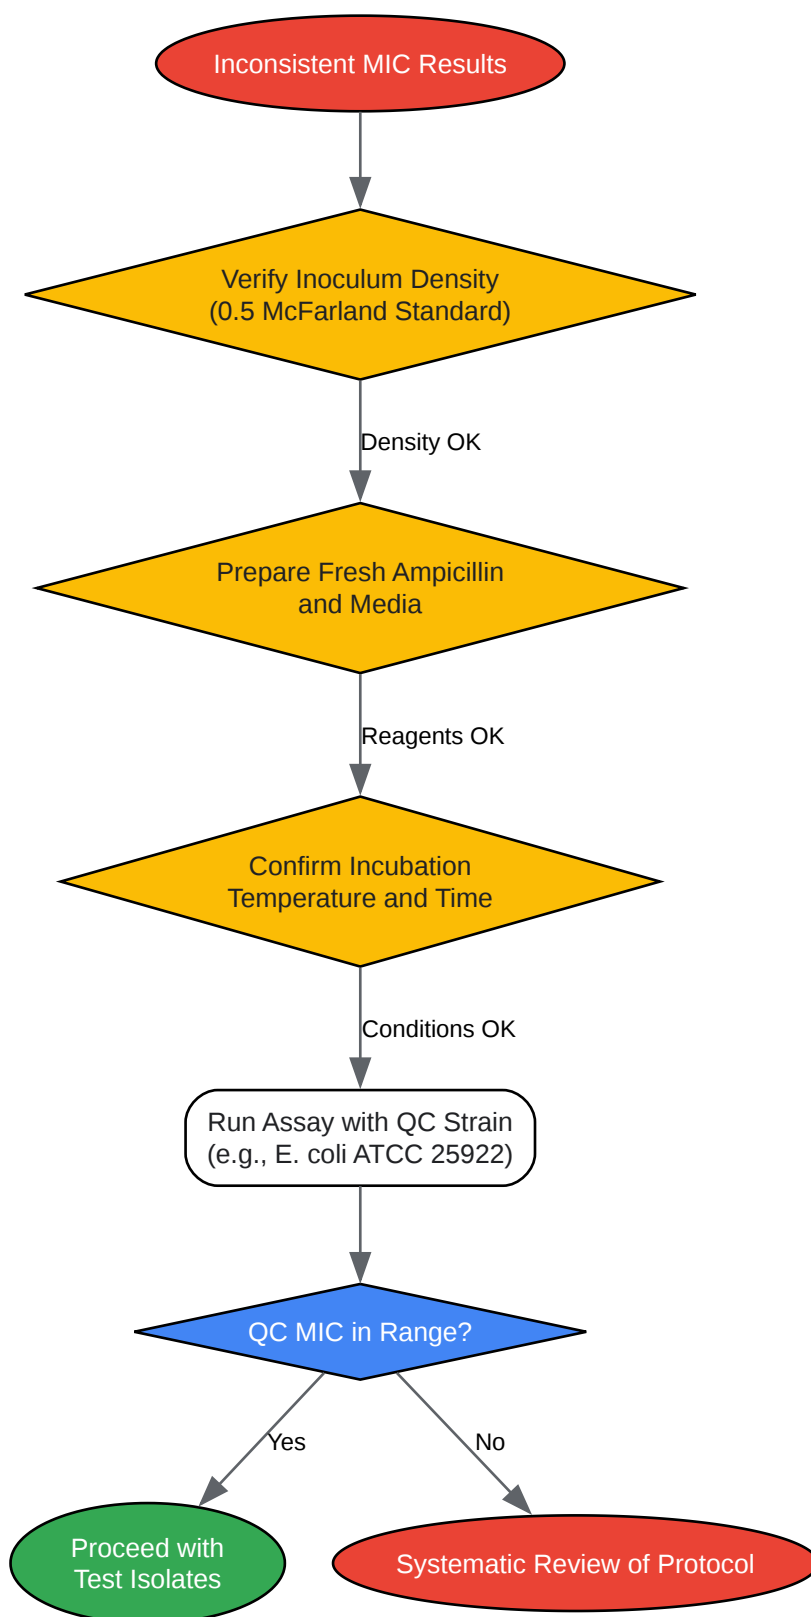 Inconsistent MIC Results
Verify Inoculum Density
(0.5 McFarland Standard)
Density OK
Prepare Fresh Ampicillin
and Media
Reagents OK
Confirm Incubation
Temperature and Time
Conditions OK
Run Assay with QC Strain
(e.g., E. coli ATCC 25922)
QC MIC in Range?
Yes
No
Proceed with
Test Isolates
Systematic Review of Protocol